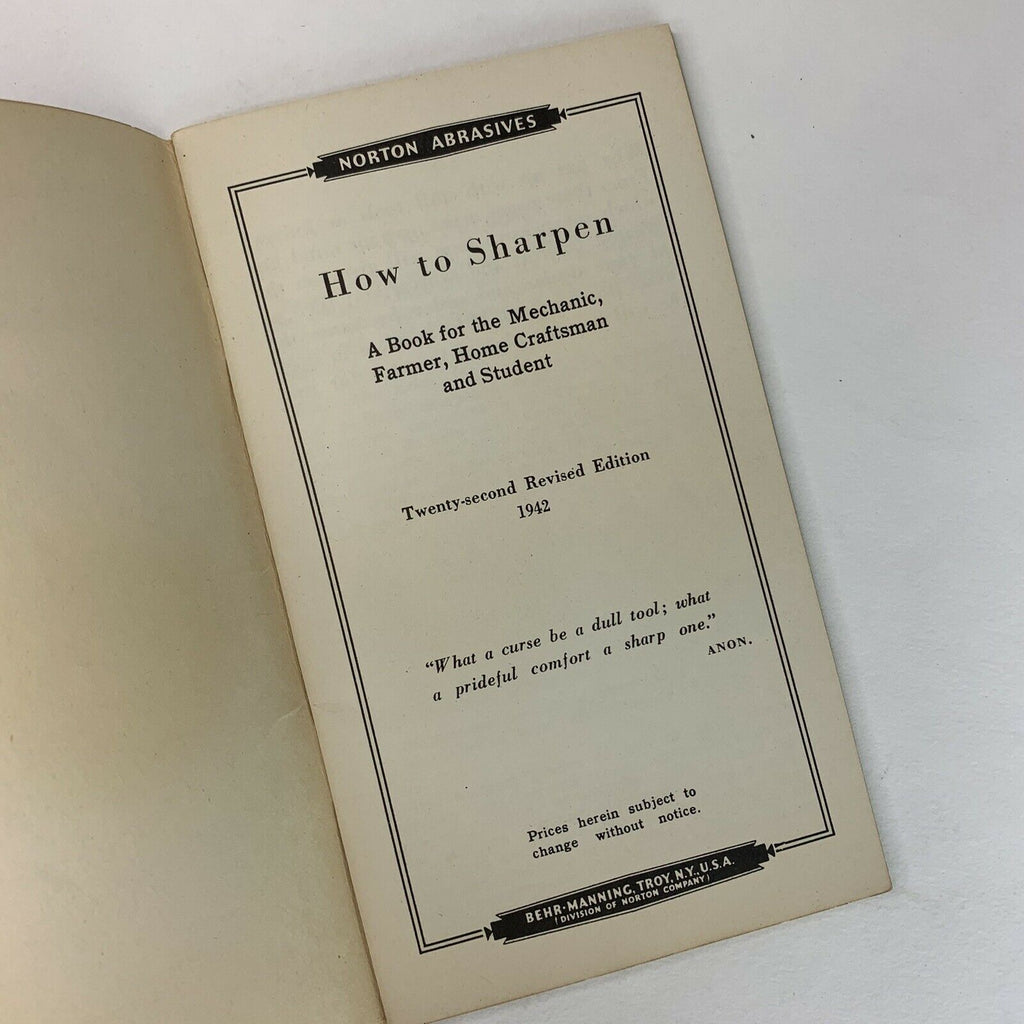 NORTON ABRASIVES
How to Sharpen
A Book for the Mechanic,
Farmer, Home Craftsman
and Student
Twenty-second Revised Edition
1942
“What a curse be a dull tool; what
a prideful comfort a sharp one.”
ANON.
Prices herein subject to
change without notice.
BEHR-MANNING, TROY, N.Y., U.S.A.
(DIVISION OF NORTON COMPANY)